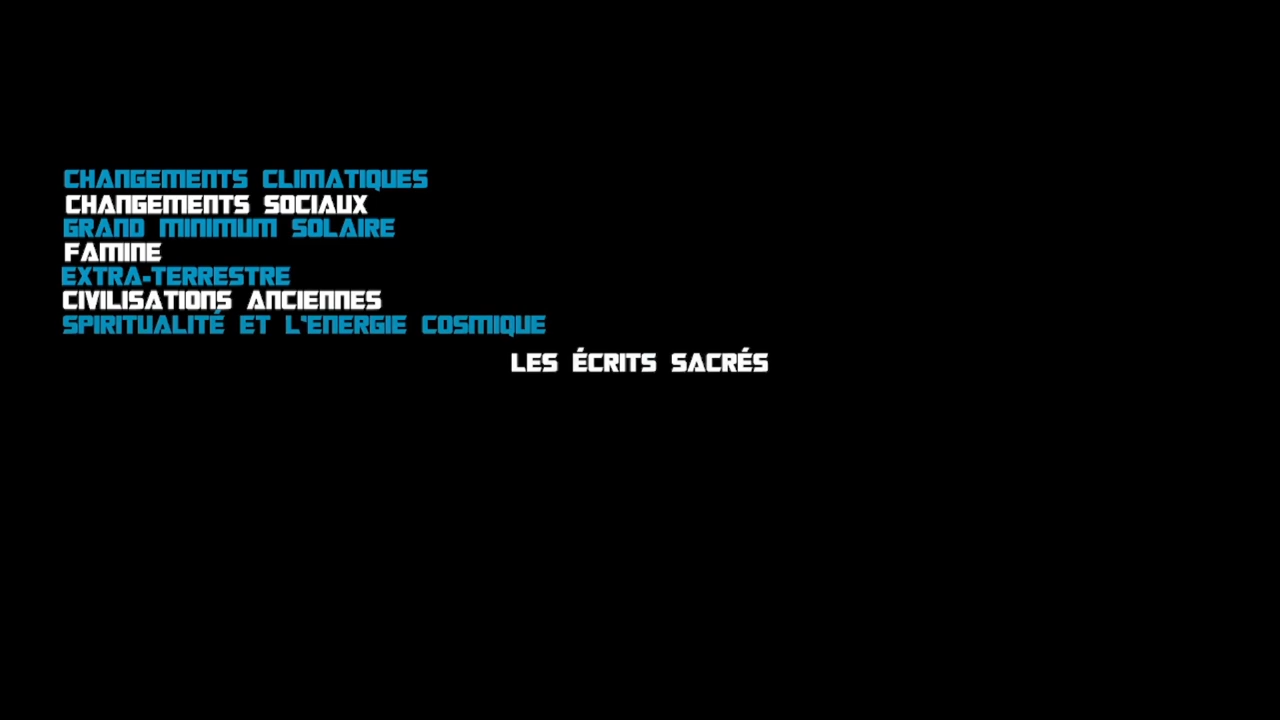 CHANGEMENTS CLIMATIQUES
CHANGEMENTS SOCIAUX
GRAND MINIMUM SOLAIRE
FAMINE
EXTRA-TERRESTRE
CIVILISATIONS ANCIENNES
SPIRITUALITÉ ET L'ENERGIE COSMIQUE
LES ÉCRITS SACRÉS